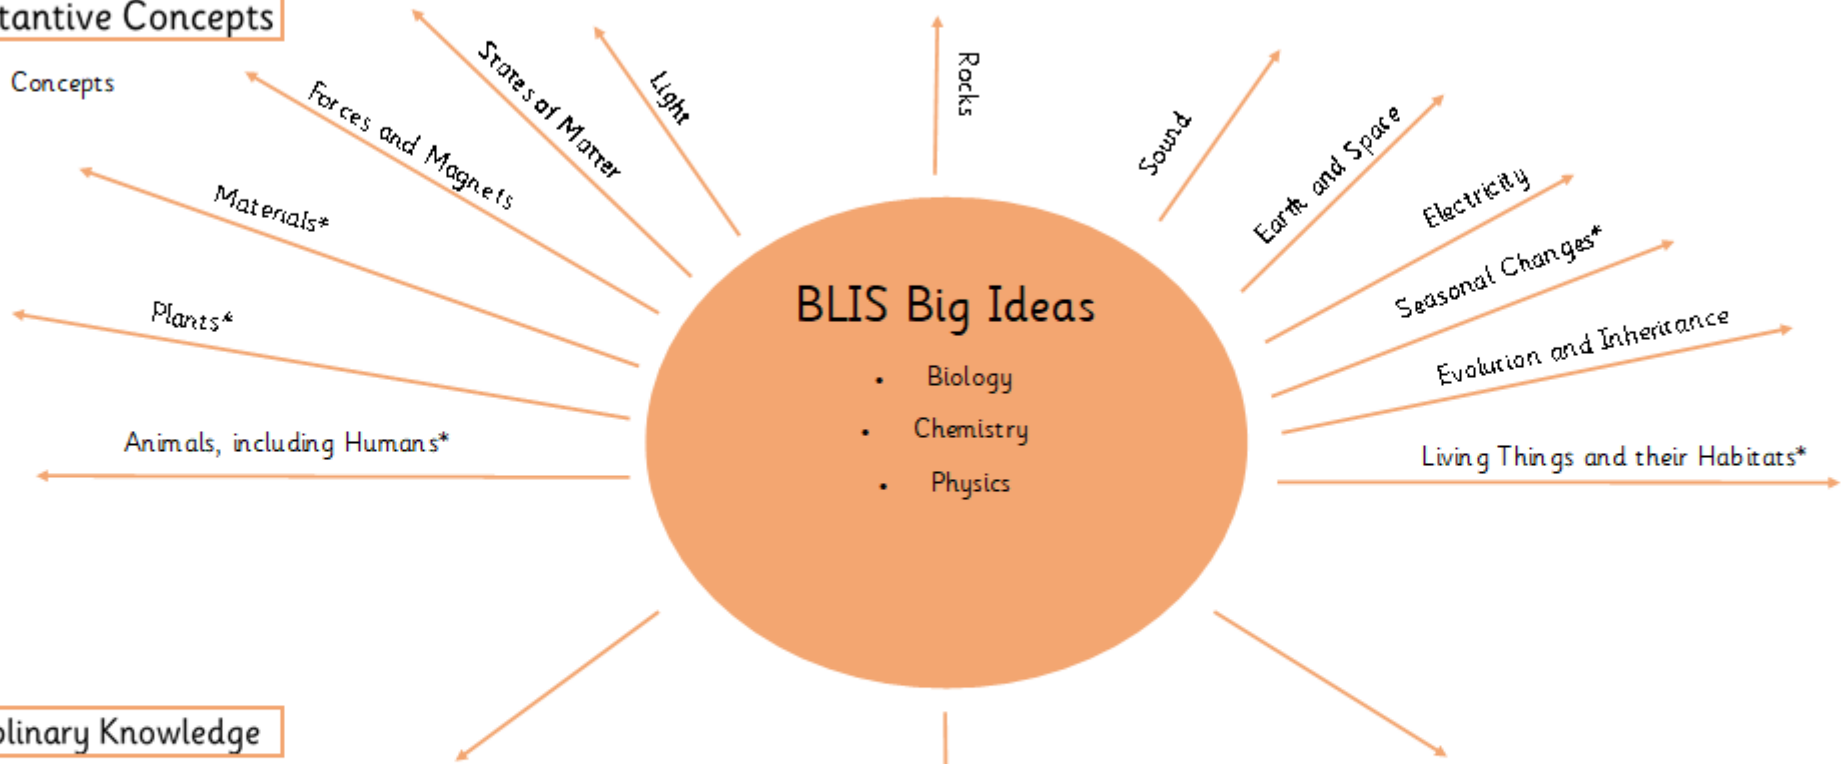 tantive Concepts
Concepts
Forces and Magnets
States of Matter
Light
Rocks
Sound
Earth and Space
Electricity
Seasonal Changes*
Evolution and Inheritance
Living Things and their Habitats*
Materials*
Plants*
Animals, including Humans*
BLIS Big Ideas
• Biology
• Chemistry
• Physics
plinary Knowledge